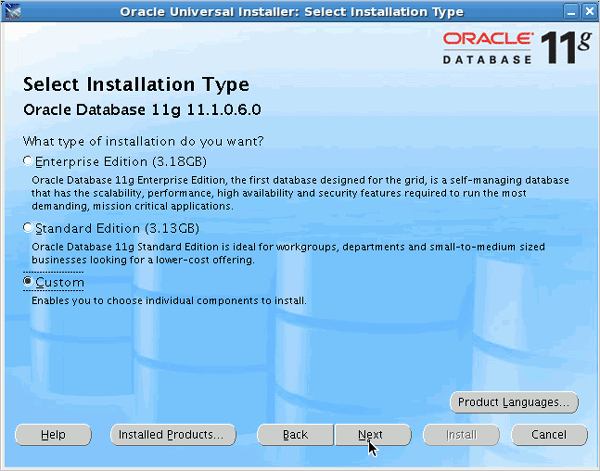 Oracle Universal Installer: Select Installation Type
ORACLE
DATABASE 11g
Select Installation Type
Oracle Database 11g 11.1.0.6.0
What type of installation do you want?
Enterprise Edition (3.18GB)
Oracle Database 11g Enterprise Edition, the first database designed for the grid, is a self-managing database
that has the scalability, performance, high availability and security features required to run the most
demanding, mission critical applications.
Standard Edition (3.13GB)
Oracle Database 11g Standard Edition is ideal for workgroups, departments and small-to-medium sized
businesses looking for a lower-cost offering.
Custom
Enables you to choose individual components to install.
Product Languages...
Help Installed Products... Back Next Install Cancel